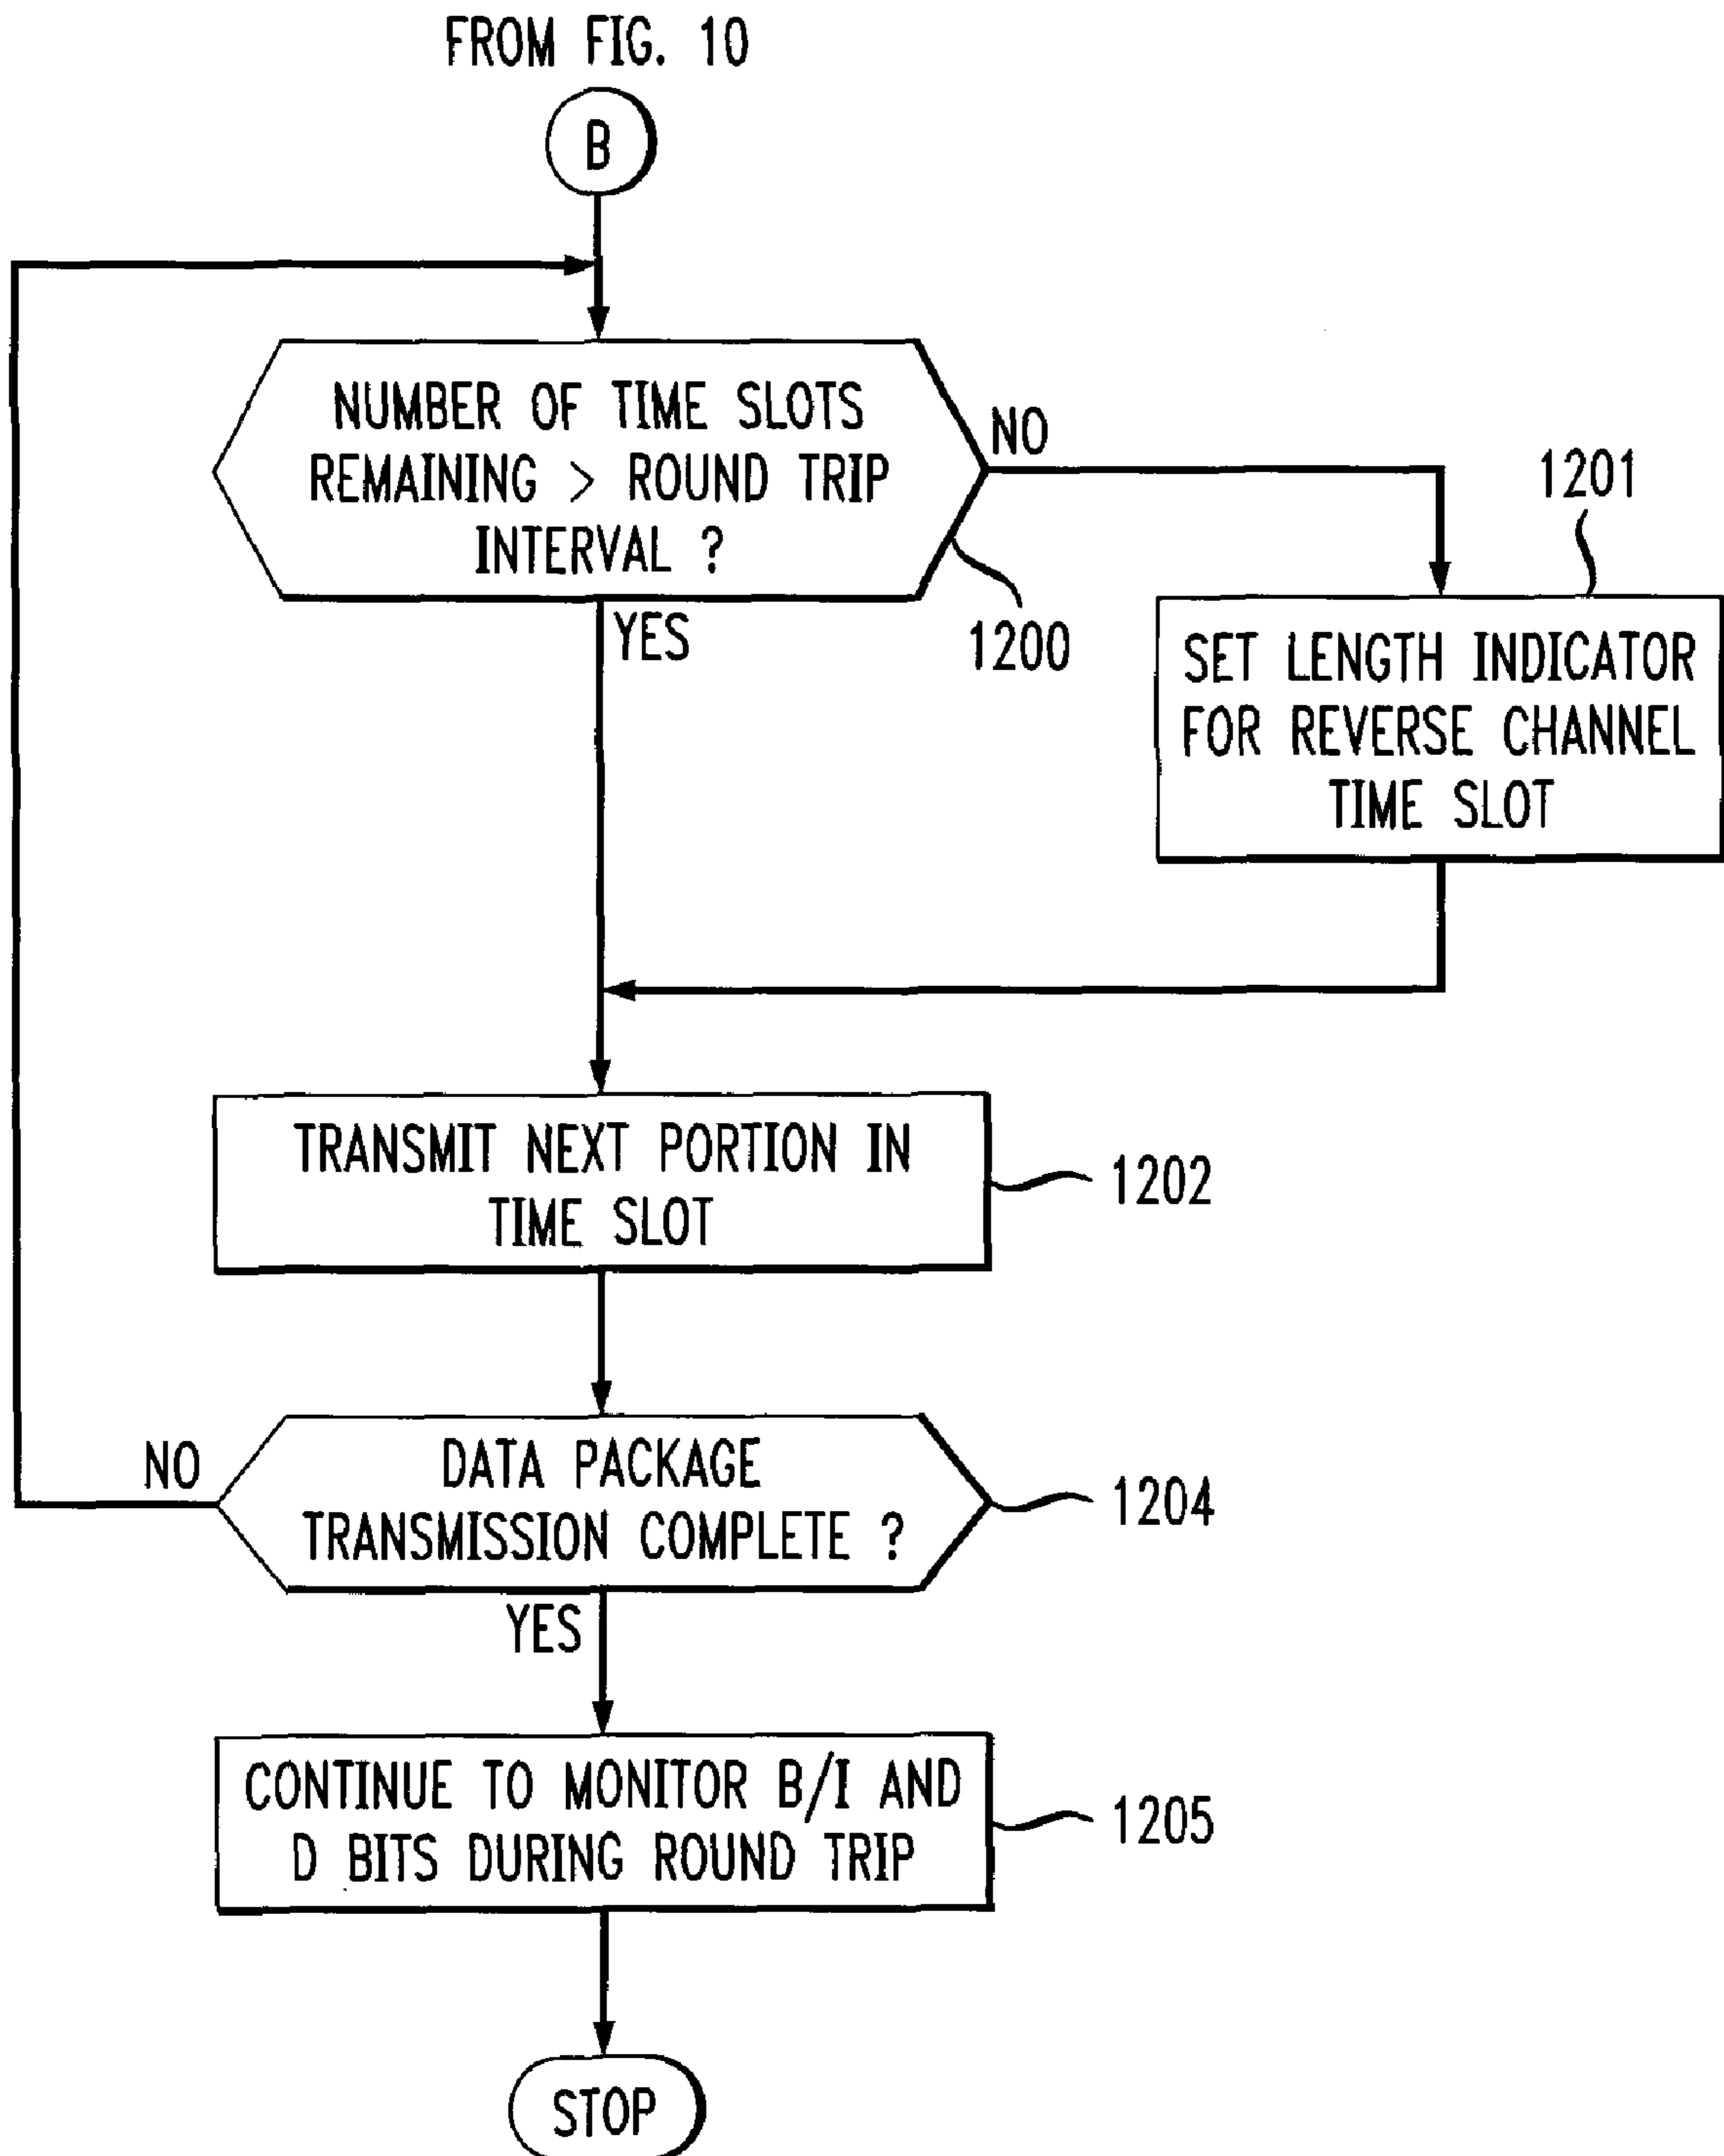 FROM FIG. 10
B
NUMBER OF TIME SLOTS
REMAINING > ROUND TRIP
INTERVAL ?
NO
1200
YES
1201
SET LENGTH INDICATOR
FOR REVERSE CHANNEL
TIME SLOT
TRANSMIT NEXT PORTION IN
TIME SLOT
1202
NO
DATA PACKAGE
TRANSMISSION COMPLETE ?
1204
YES
CONTINUE TO MONITOR B/I AND
D BITS DURING ROUND TRIP
1205
STOP